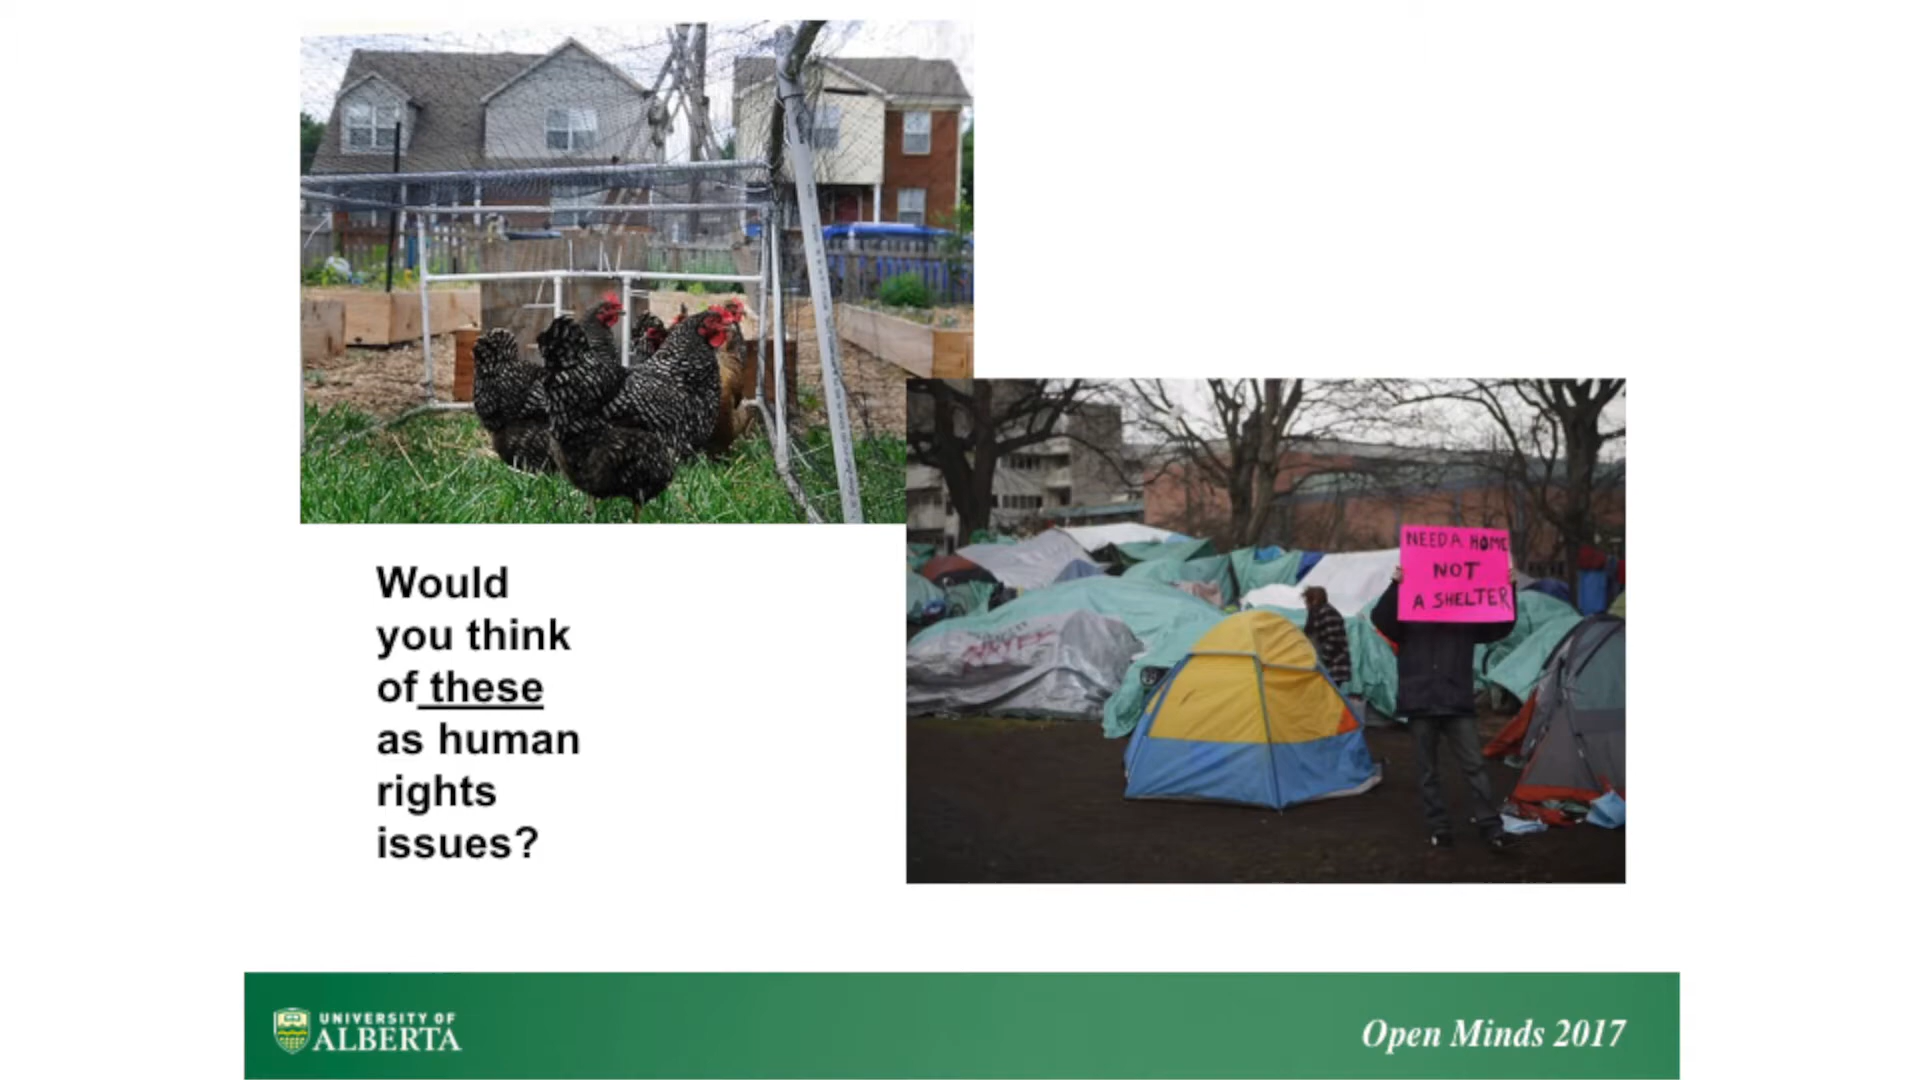 Would
you think
of these
as human
rights
issues?
NEED A HOME
NOT
A SHELTER
UNIVERSITY OF
ALBERTA
Open Minds 2017